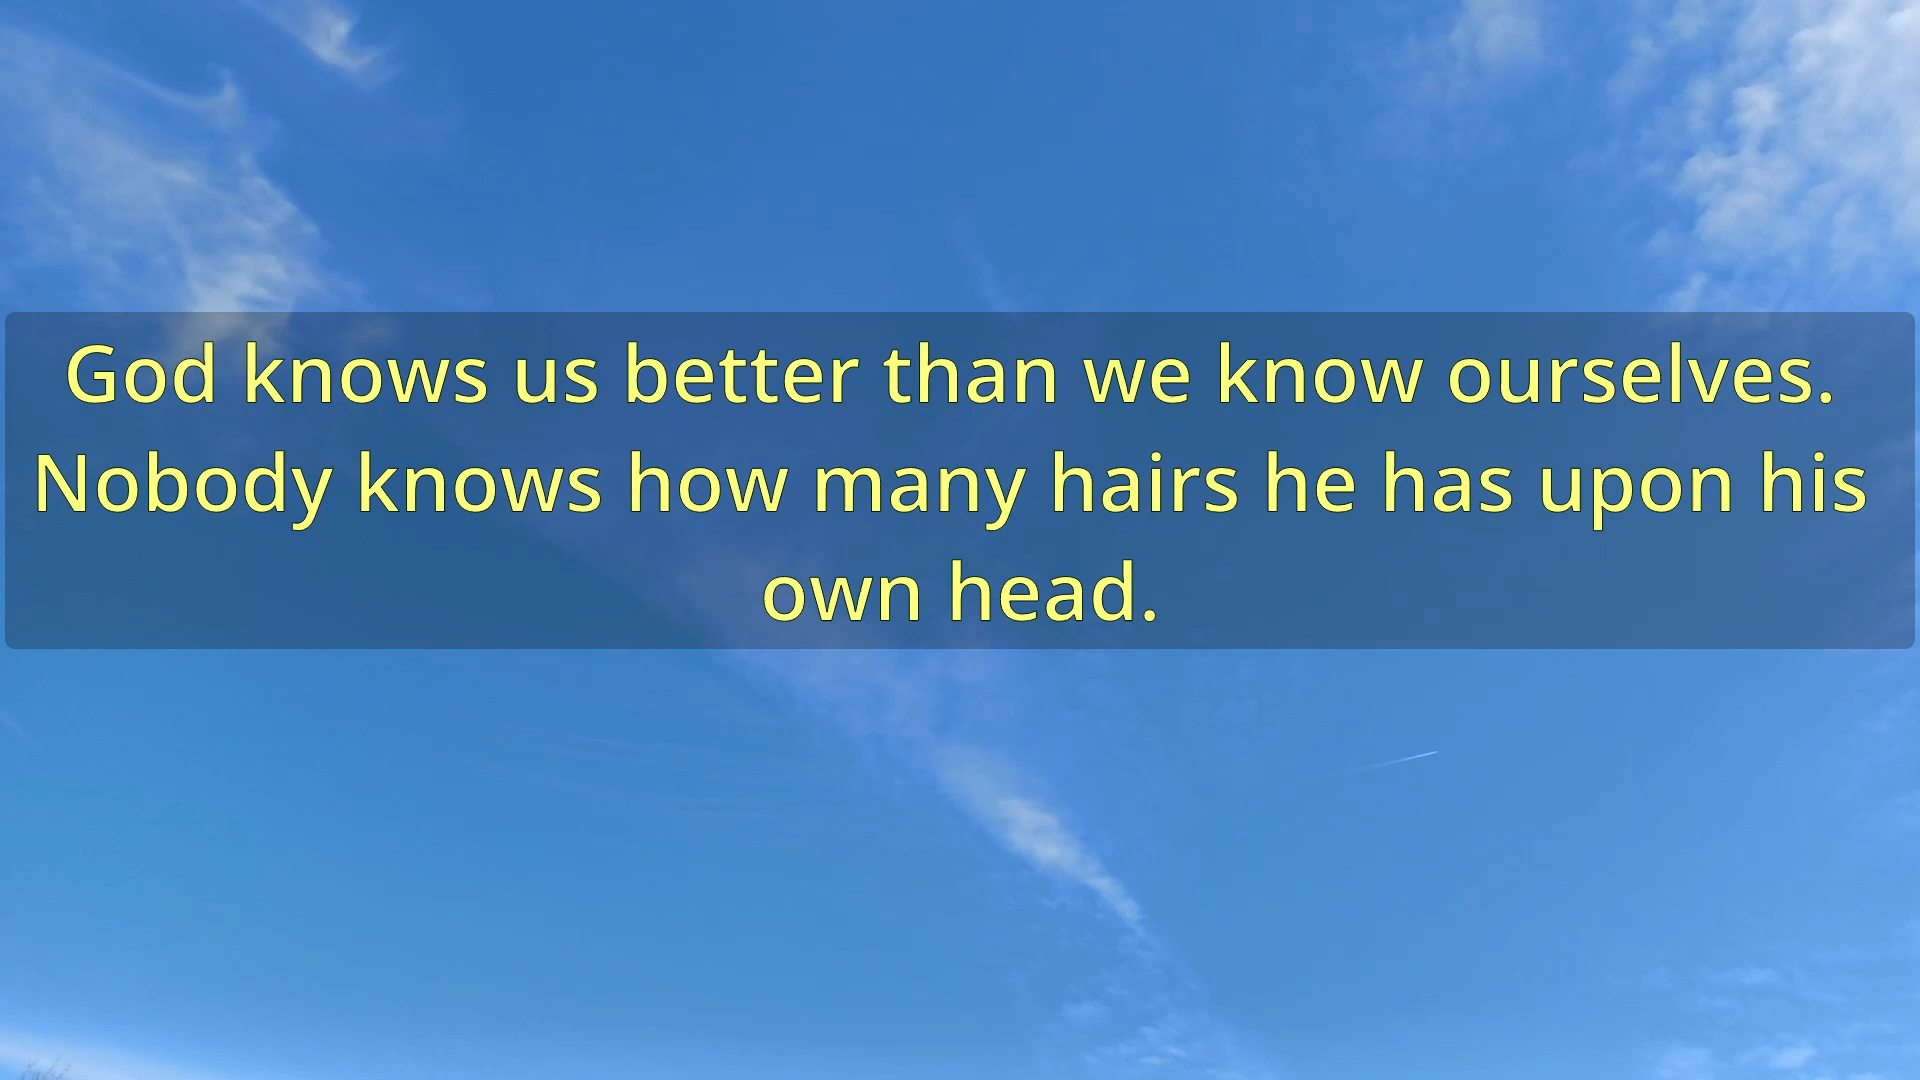 God knows us better than we know ourselves.
Nobody knows how many hairs he has upon his
own head.